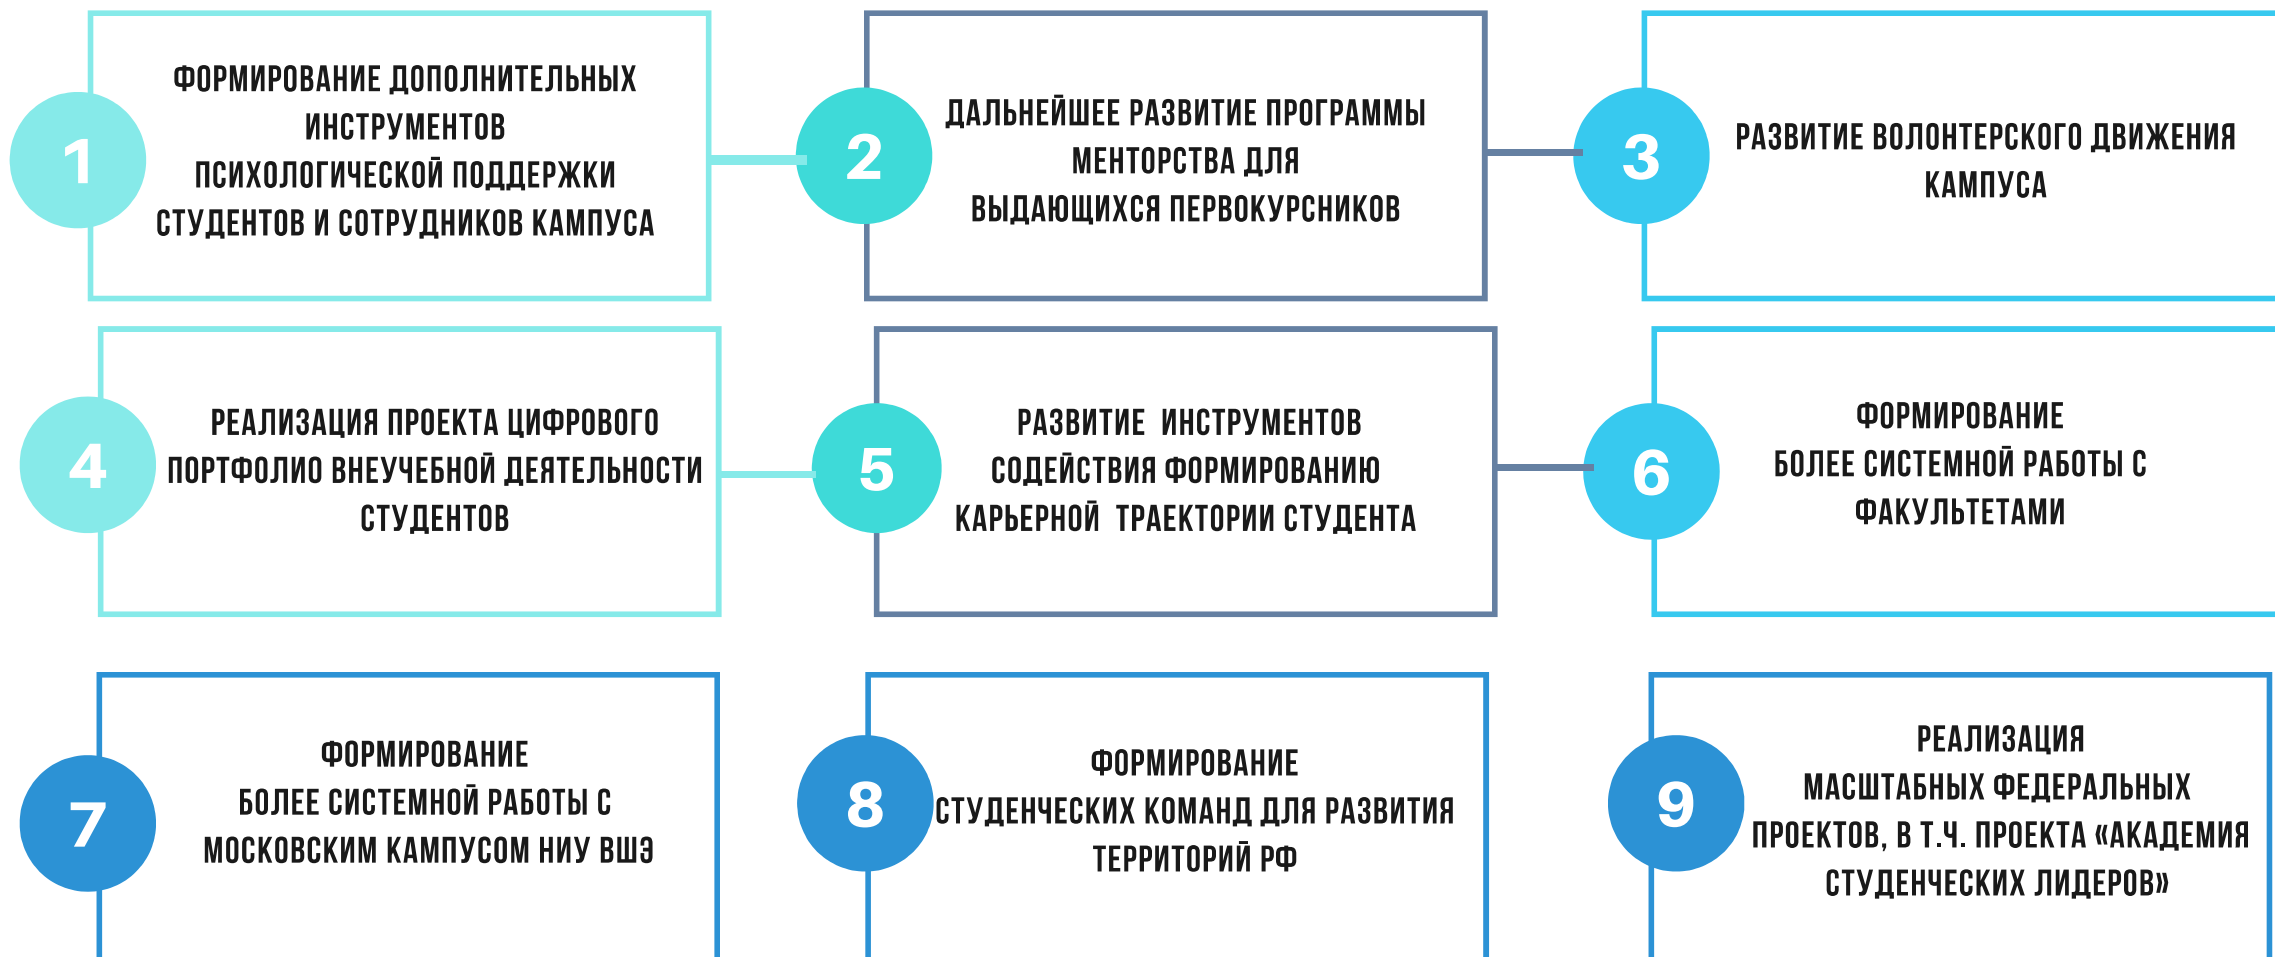 1
ФОРМИРОВАНИЕ ДОПОЛНИТЕЛЬНЫХ
ИНСТРУМЕНТОВ
ПСИХОЛОГИЧЕСКОЙ ПОДДЕРЖКИ
СТУДЕНТОВ И СОТРУДНИКОВ КАМПУСА
2
ДАЛЬНЕЙШЕЕ РАЗВИТИЕ ПРОГРАММЫ
МЕНТОРСТВА ДЛЯ
ВЫДАЮЩИХСЯ ПЕРВОКУРСНИКОВ
3
РАЗВИТИЕ ВОЛОНТЕРСКОГО ДВИЖЕНИЯ
КАМПУСА
4
РЕАЛИЗАЦИЯ ПРОЕКТА ЦИФРОВОГО
ПОРТФОЛИО ВНЕУЧЕБНОЙ ДЕЯТЕЛЬНОСТИ
СТУДЕНТОВ
5
РАЗВИТИЕ ИНСТРУМЕНТОВ
СОДЕЙСТВИЯ ФОРМИРОВАНИЮ
КАРЬЕРНОЙ ТРАЕКТОРИИ СТУДЕНТА
6
ФОРМИРОВАНИЕ
БОЛЕЕ СИСТЕМНОЙ РАБОТЫ С
ФАКУЛЬТЕТАМИ
7
ФОРМИРОВАНИЕ
БОЛЕЕ СИСТЕМНОЙ РАБОТЫ С
МОСКОВСКИМ КАМПУСОМ НИУ ВШЭ
8
ФОРМИРОВАНИЕ
СТУДЕНЧЕСКИХ КОМАНД ДЛЯ РАЗВИТИЯ
ТЕРРИТОРИЙ РФ
9
РЕАЛИЗАЦИЯ
МАСШТАБНЫХ ФЕДЕРАЛЬНЫХ
ПРОЕКТОВ, В Т.Ч. ПРОЕКТА «АКАДЕМИЯ
СТУДЕНЧЕСКИХ ЛИДЕРОВ»